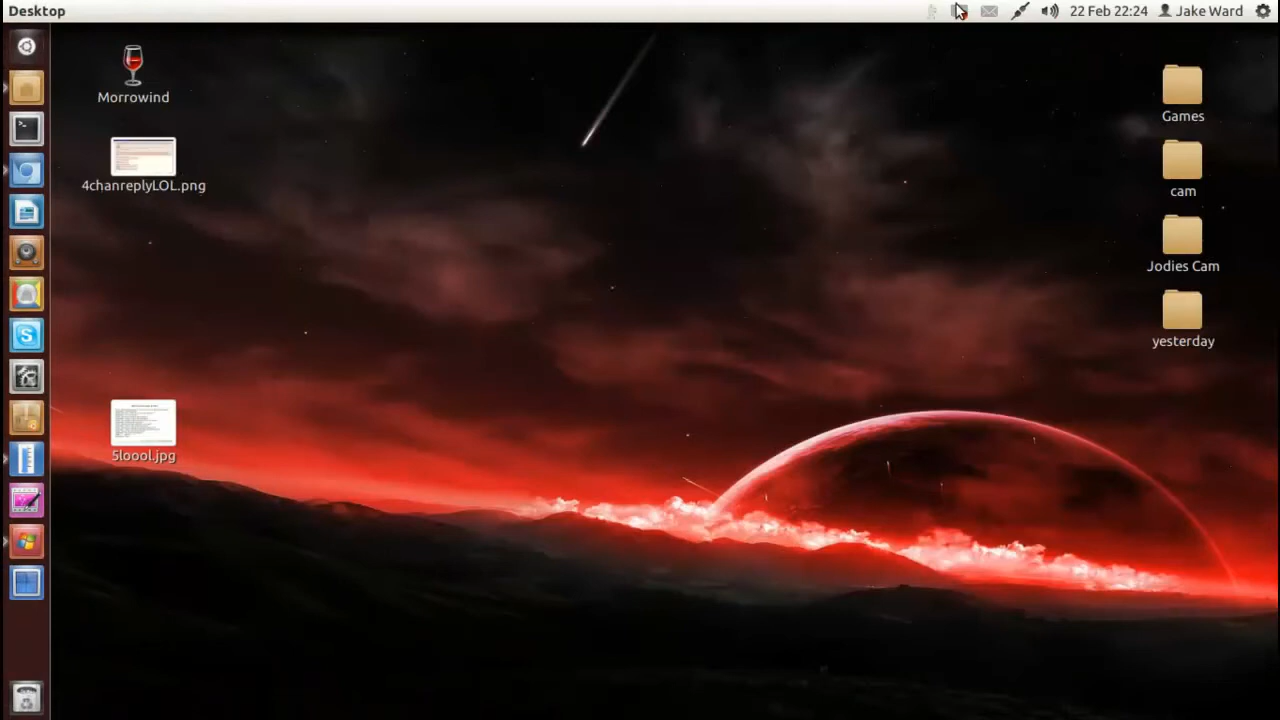 Desktop
22 Feb 22:24
Jake Ward
Morrowind
4chanreplyLOL.png
5loool.jpg
Games
cam
Jodies Cam
yesterday